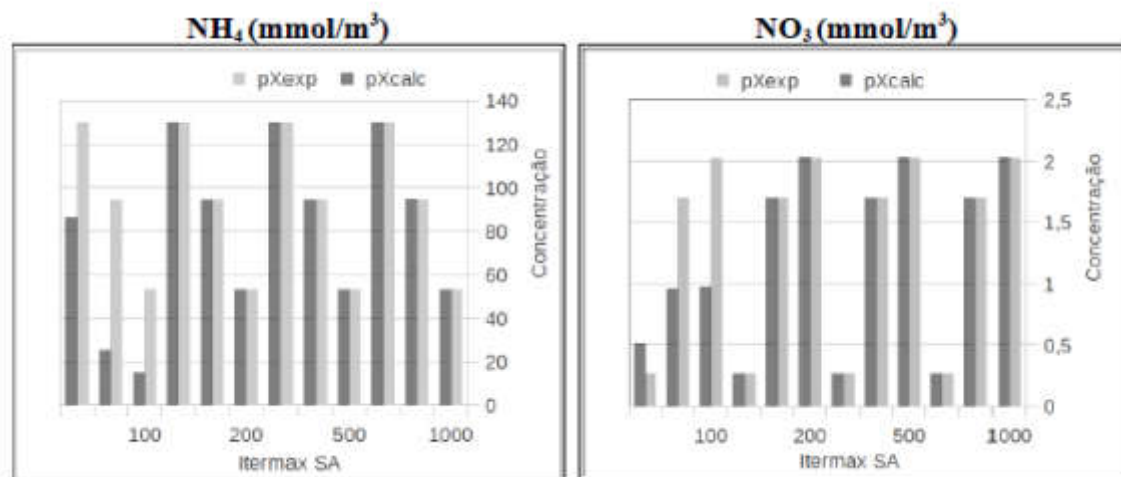 NH₄ (mmol/m³)
pXexp pXcalc
140
120
100
80
60
40
20
0
Concentração
100 200 500 1000
Itermax SA
NO₃ (mmol/m³)
pXexp pXcalc
2,5
2
1,5
1
0,5
0
Concentração
100 200 500 1000
Itermax SA